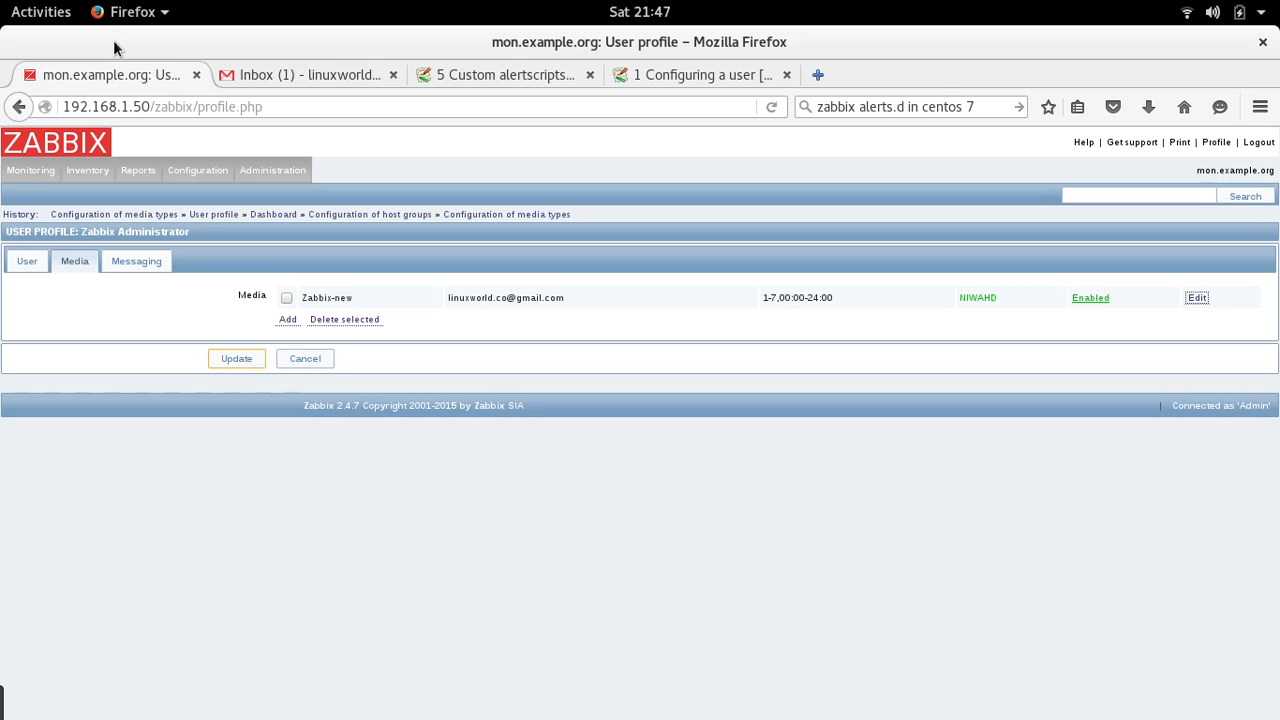 Activities Firefox Sat 21:47
mon.example.org: User profile – Mozilla Firefox
mon.example.org: Us... Inbox (1) - linuxworld... 5 Custom alertscripts... 1 Configuring a user [...
192.168.1.50/zabbix/profile.php zabbix alerts.d in centos 7
ZABBIX
Help | Get support | Print | Profile | Logout
Monitoring Inventory Reports Configuration Administration mon.example.org
Search
History: Configuration of media types » User profile » Dashboard » Configuration of host groups » Configuration of media types
USER PROFILE: Zabbix Administrator
User Media Messaging
Media Zabbix-new linuxworld.co@gmail.com 1-7,00:00-24:00 NIWAHD Enabled Edit
Add Delete selected
Update Cancel
Zabbix 2.4.7 Copyright 2001-2015 by Zabbix SIA | Connected as 'Admin'